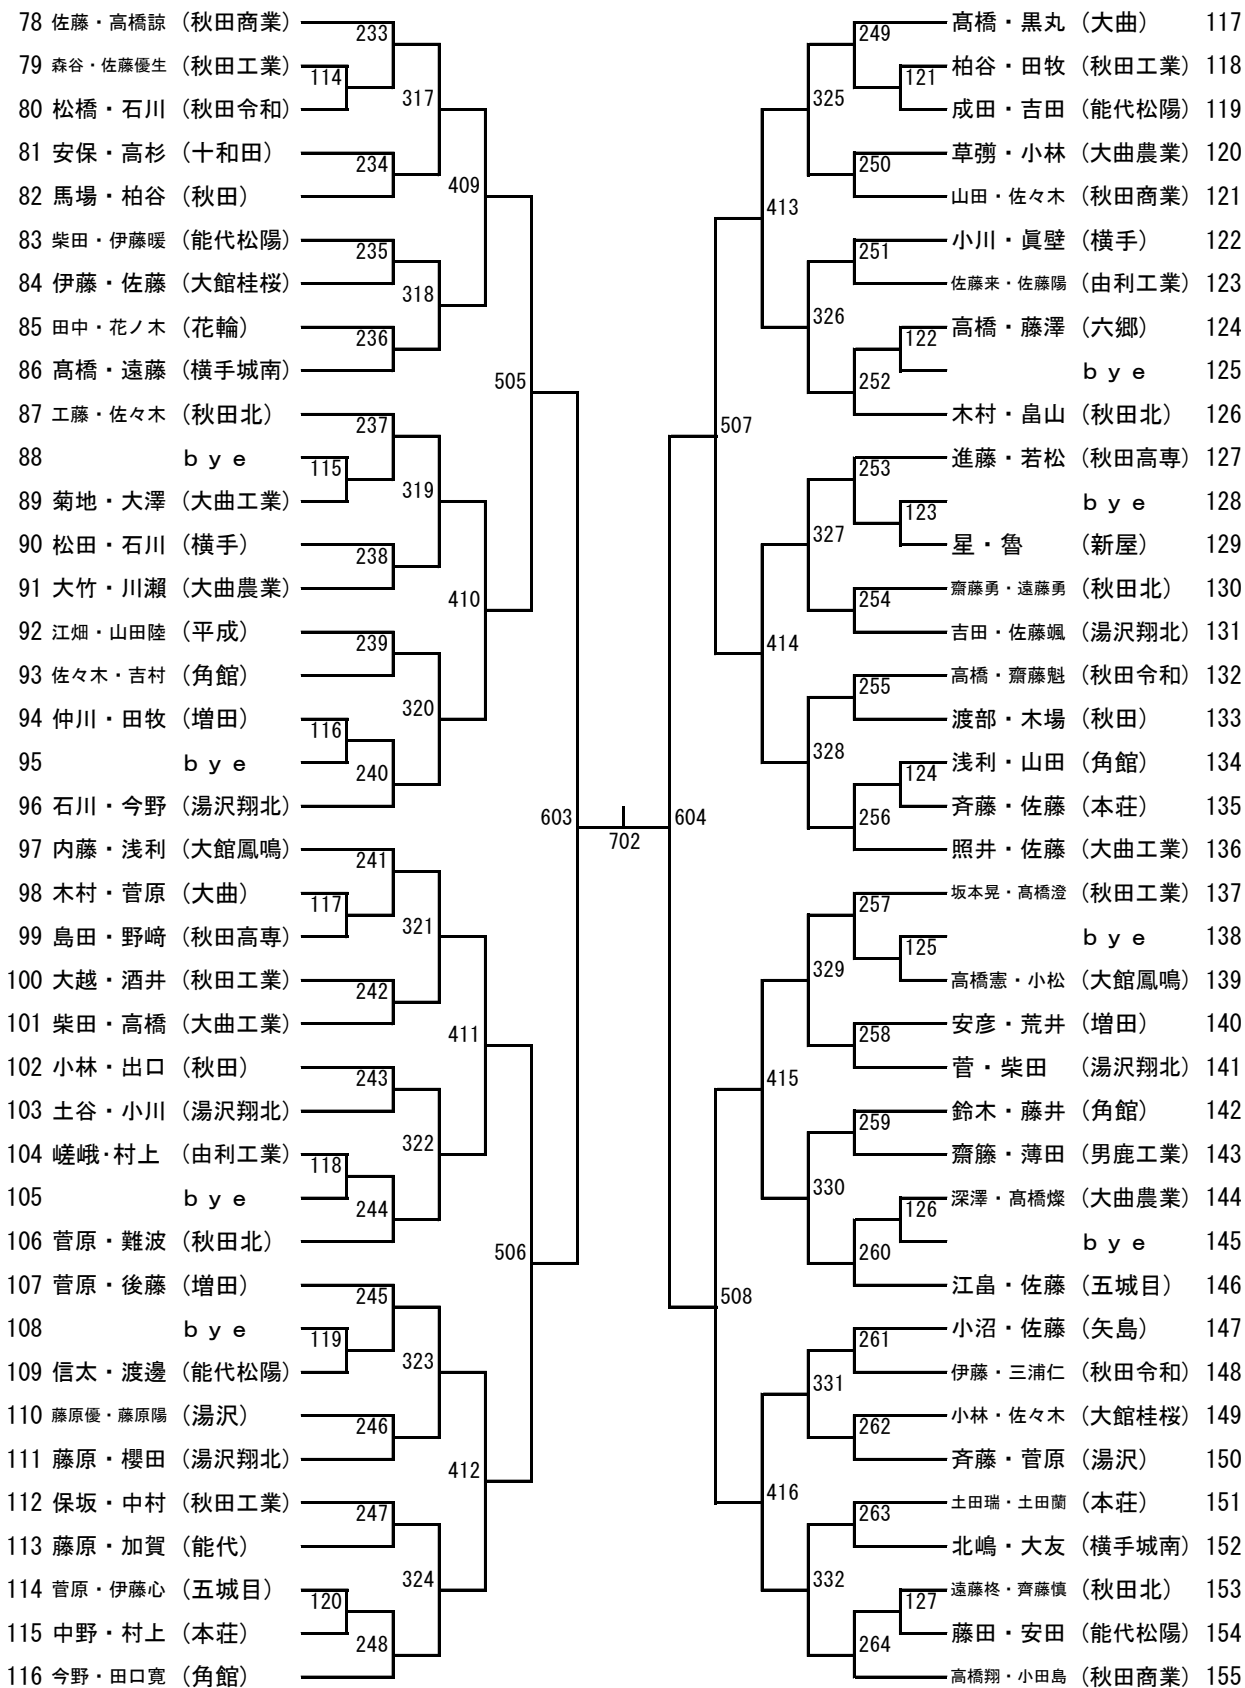 78 佐藤・高橋諒 (秋田商業)
79 森谷・佐藤優生 (秋田工業)
80 松橋・石川 (秋田令和)
81 安保・高杉 (十和田)
82 馬場・柏谷 (秋田)
83 柴田・伊藤暖 (能代松陽)
84 伊藤・佐藤 (大館桂桜)
85 田中・花ノ木 (花輪)
86 髙橋・遠藤 (横手城南)
87 工藤・佐々木 (秋田北)
88 ｂｙｅ
89 菊地・大澤 (大曲工業)
90 松田・石川 (横手)
91 大竹・川瀨 (大曲農業)
92 江畑・山田陸 (平成)
93 佐々木・吉村 (角館)
94 仲川・田牧 (増田)
95 ｂｙｅ
96 石川・今野 (湯沢翔北)
97 内藤・浅利 (大館鳳鳴)
98 木村・菅原 (大曲)
99 島田・野﨑 (秋田高専)
100 大越・酒井 (秋田工業)
101 柴田・高橋 (大曲工業)
102 小林・出口 (秋田)
103 土谷・小川 (湯沢翔北)
104 嵯峨・村上 (由利工業)
105 ｂｙｅ
106 菅原・難波 (秋田北)
107 菅原・後藤 (増田)
108 ｂｙｅ
109 信太・渡邊 (能代松陽)
110 藤原優・藤原陽 (湯沢)
111 藤原・櫻田 (湯沢翔北)
112 保坂・中村 (秋田工業)
113 藤原・加賀 (能代)
114 菅原・伊藤心 (五城目)
115 中野・村上 (本荘)
116 今野・田口寛 (角館)
114
115
116
117
118
119
120
233
234
235
236
237
238
239
240
241
242
243
244
245
246
247
248
317
318
319
320
321
322
323
324
409
410
411
412
505
506
603
702
604
507
508
413
414
415
416
325
326
327
328
329
330
331
332
249
250
251
252
253
254
255
256
257
258
259
260
261
262
263
264
121
122
123
124
125
126
127
髙橋・黒丸 (大曲) 117
柏谷・田牧 (秋田工業) 118
成田・吉田 (能代松陽) 119
草彅・小林 (大曲農業) 120
山田・佐々木 (秋田商業) 121
小川・眞壁 (横手) 122
佐藤来・佐藤陽 (由利工業) 123
高橋・藤澤 (六郷) 124
ｂｙｅ 125
木村・畠山 (秋田北) 126
進藤・若松 (秋田高専) 127
ｂｙｅ 128
星・魯 (新屋) 129
齋藤勇・遠藤勇 (秋田北) 130
吉田・佐藤颯 (湯沢翔北) 131
高橋・齋藤魁 (秋田令和) 132
渡部・木場 (秋田) 133
浅利・山田 (角館) 134
斉藤・佐藤 (本荘) 135
照井・佐藤 (大曲工業) 136
坂本晃・髙橋澄 (秋田工業) 137
ｂｙｅ 138
高橋憲・小松 (大館鳳鳴) 139
安彦・荒井 (増田) 140
菅・柴田 (湯沢翔北) 141
鈴木・藤井 (角館) 142
齋籐・薄田 (男鹿工業) 143
深澤・髙橋燦 (大曲農業) 144
ｂｙｅ 145
江畠・佐藤 (五城目) 146
小沼・佐藤 (矢島) 147
伊藤・三浦仁 (秋田令和) 148
小林・佐々木 (大館桂桜) 149
斉藤・菅原 (湯沢) 150
土田瑞・土田蘭 (本荘) 151
北嶋・大友 (横手城南) 152
遠藤柊・齊藤慎 (秋田北) 153
藤田・安田 (能代松陽) 154
高橋翔・小田島 (秋田商業) 155